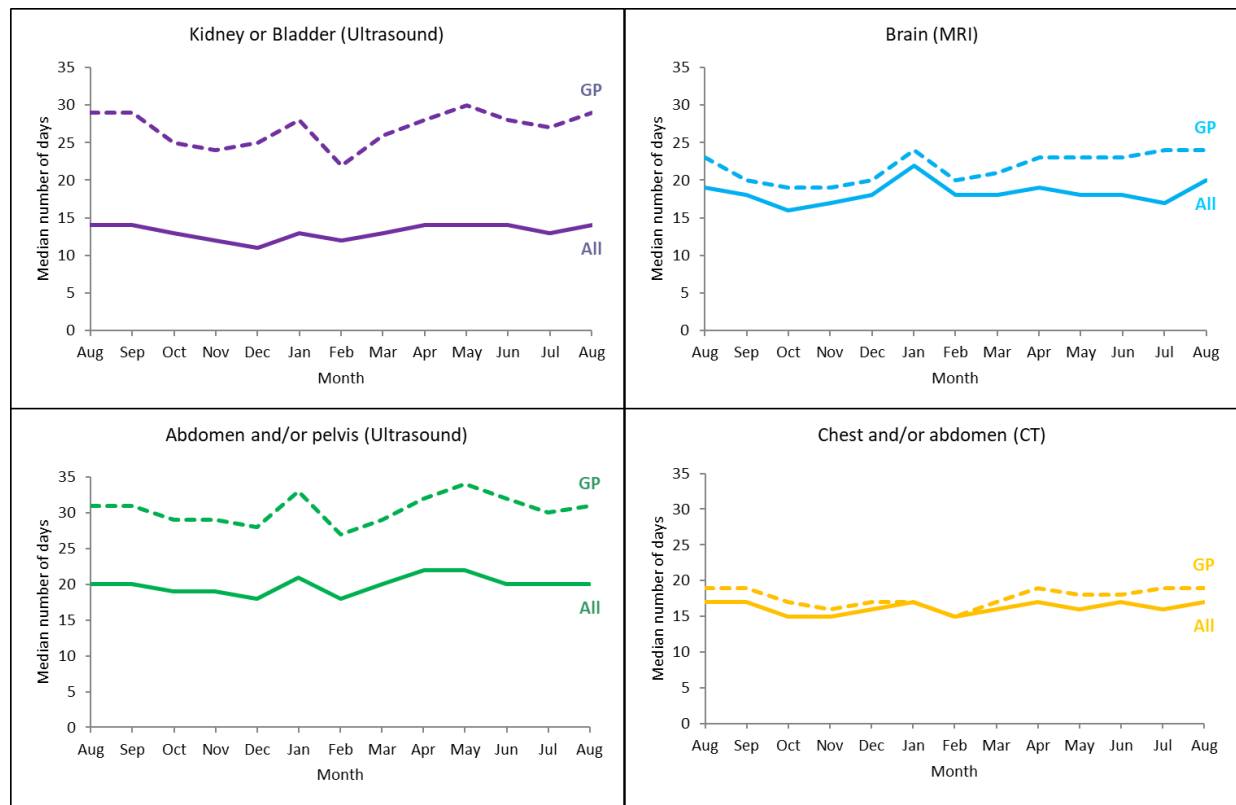 Kidney or Bladder (Ultrasound)
Median number of days
35
30
25
20
15
10
5
0
GP
All
Aug Sep Oct Nov Dec Jan Feb Mar Apr May Jun Jul Aug
Month
Brain (MRI)
Median number of days
35
30
25
20
15
10
5
0
GP
All
Aug Sep Oct Nov Dec Jan Feb Mar Apr May Jun Jul Aug
Month
Abdomen and/or pelvis (Ultrasound)
Median number of days
35
30
25
20
15
10
5
0
GP
All
Aug Sep Oct Nov Dec Jan Feb Mar Apr May Jun Jul Aug
Month
Chest and/or abdomen (CT)
Median number of days
35
30
25
20
15
10
5
0
GP
All
Aug Sep Oct Nov Dec Jan Feb Mar Apr May Jun Jul Aug
Month